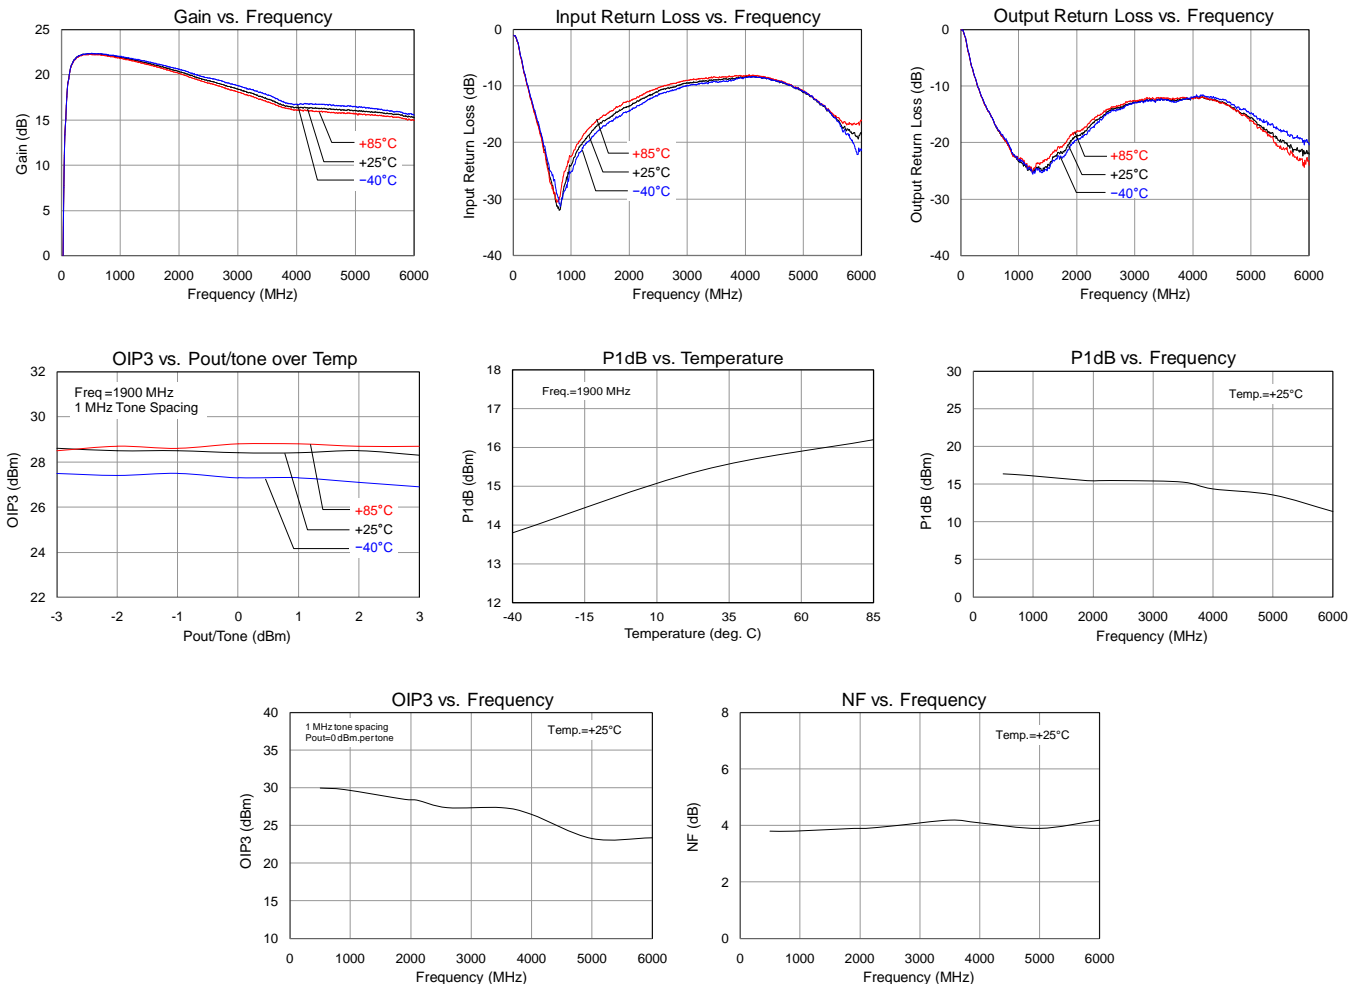 Gain vs. Frequency
25
20
15
10
5
0
0 1000 2000 3000 4000 5000 6000
Gain (dB)
Frequency (MHz)
+85°C
+25°C
−40°C
Input Return Loss vs. Frequency
0
-10
-20
-30
-40
0 1000 2000 3000 4000 5000 6000
Input Return Loss (dB)
Frequency (MHz)
+85°C
+25°C
−40°C
Output Return Loss vs. Frequency
0
-10
-20
-30
-40
0 1000 2000 3000 4000 5000 6000
Output Return Loss (dB)
Frequency (MHz)
+85°C
+25°C
−40°C
OIP3 vs. Pout/tone over Temp
Freq=1900 MHz
1 MHz Tone Spacing
32
30
28
26
24
22
-3 -2 -1 0 1 2 3
OIP3 (dBm)
Pout/Tone (dBm)
+85°C
+25°C
−40°C
P1dB vs. Temperature
Freq.=1900 MHz
18
17
16
15
14
13
12
-40 -15 10 35 60 85
P1dB (dBm)
Temperature (deg. C)
P1dB vs. Frequency
Temp.=+25°C
30
25
20
15
10
5
0
0 1000 2000 3000 4000 5000 6000
P1dB (dBm)
Frequency (MHz)
OIP3 vs. Frequency
1 MHz tone spacing
Pout=0 dBm.per tone
Temp.=+25°C
40
35
30
25
20
15
10
0 1000 2000 3000 4000 5000 6000
OIP3 (dBm)
Frequency (MHz)
NF vs. Frequency
Temp.=+25°C
8
6
4
2
0
0 1000 2000 3000 4000 5000 6000
NF (dB)
Frequency (MHz)